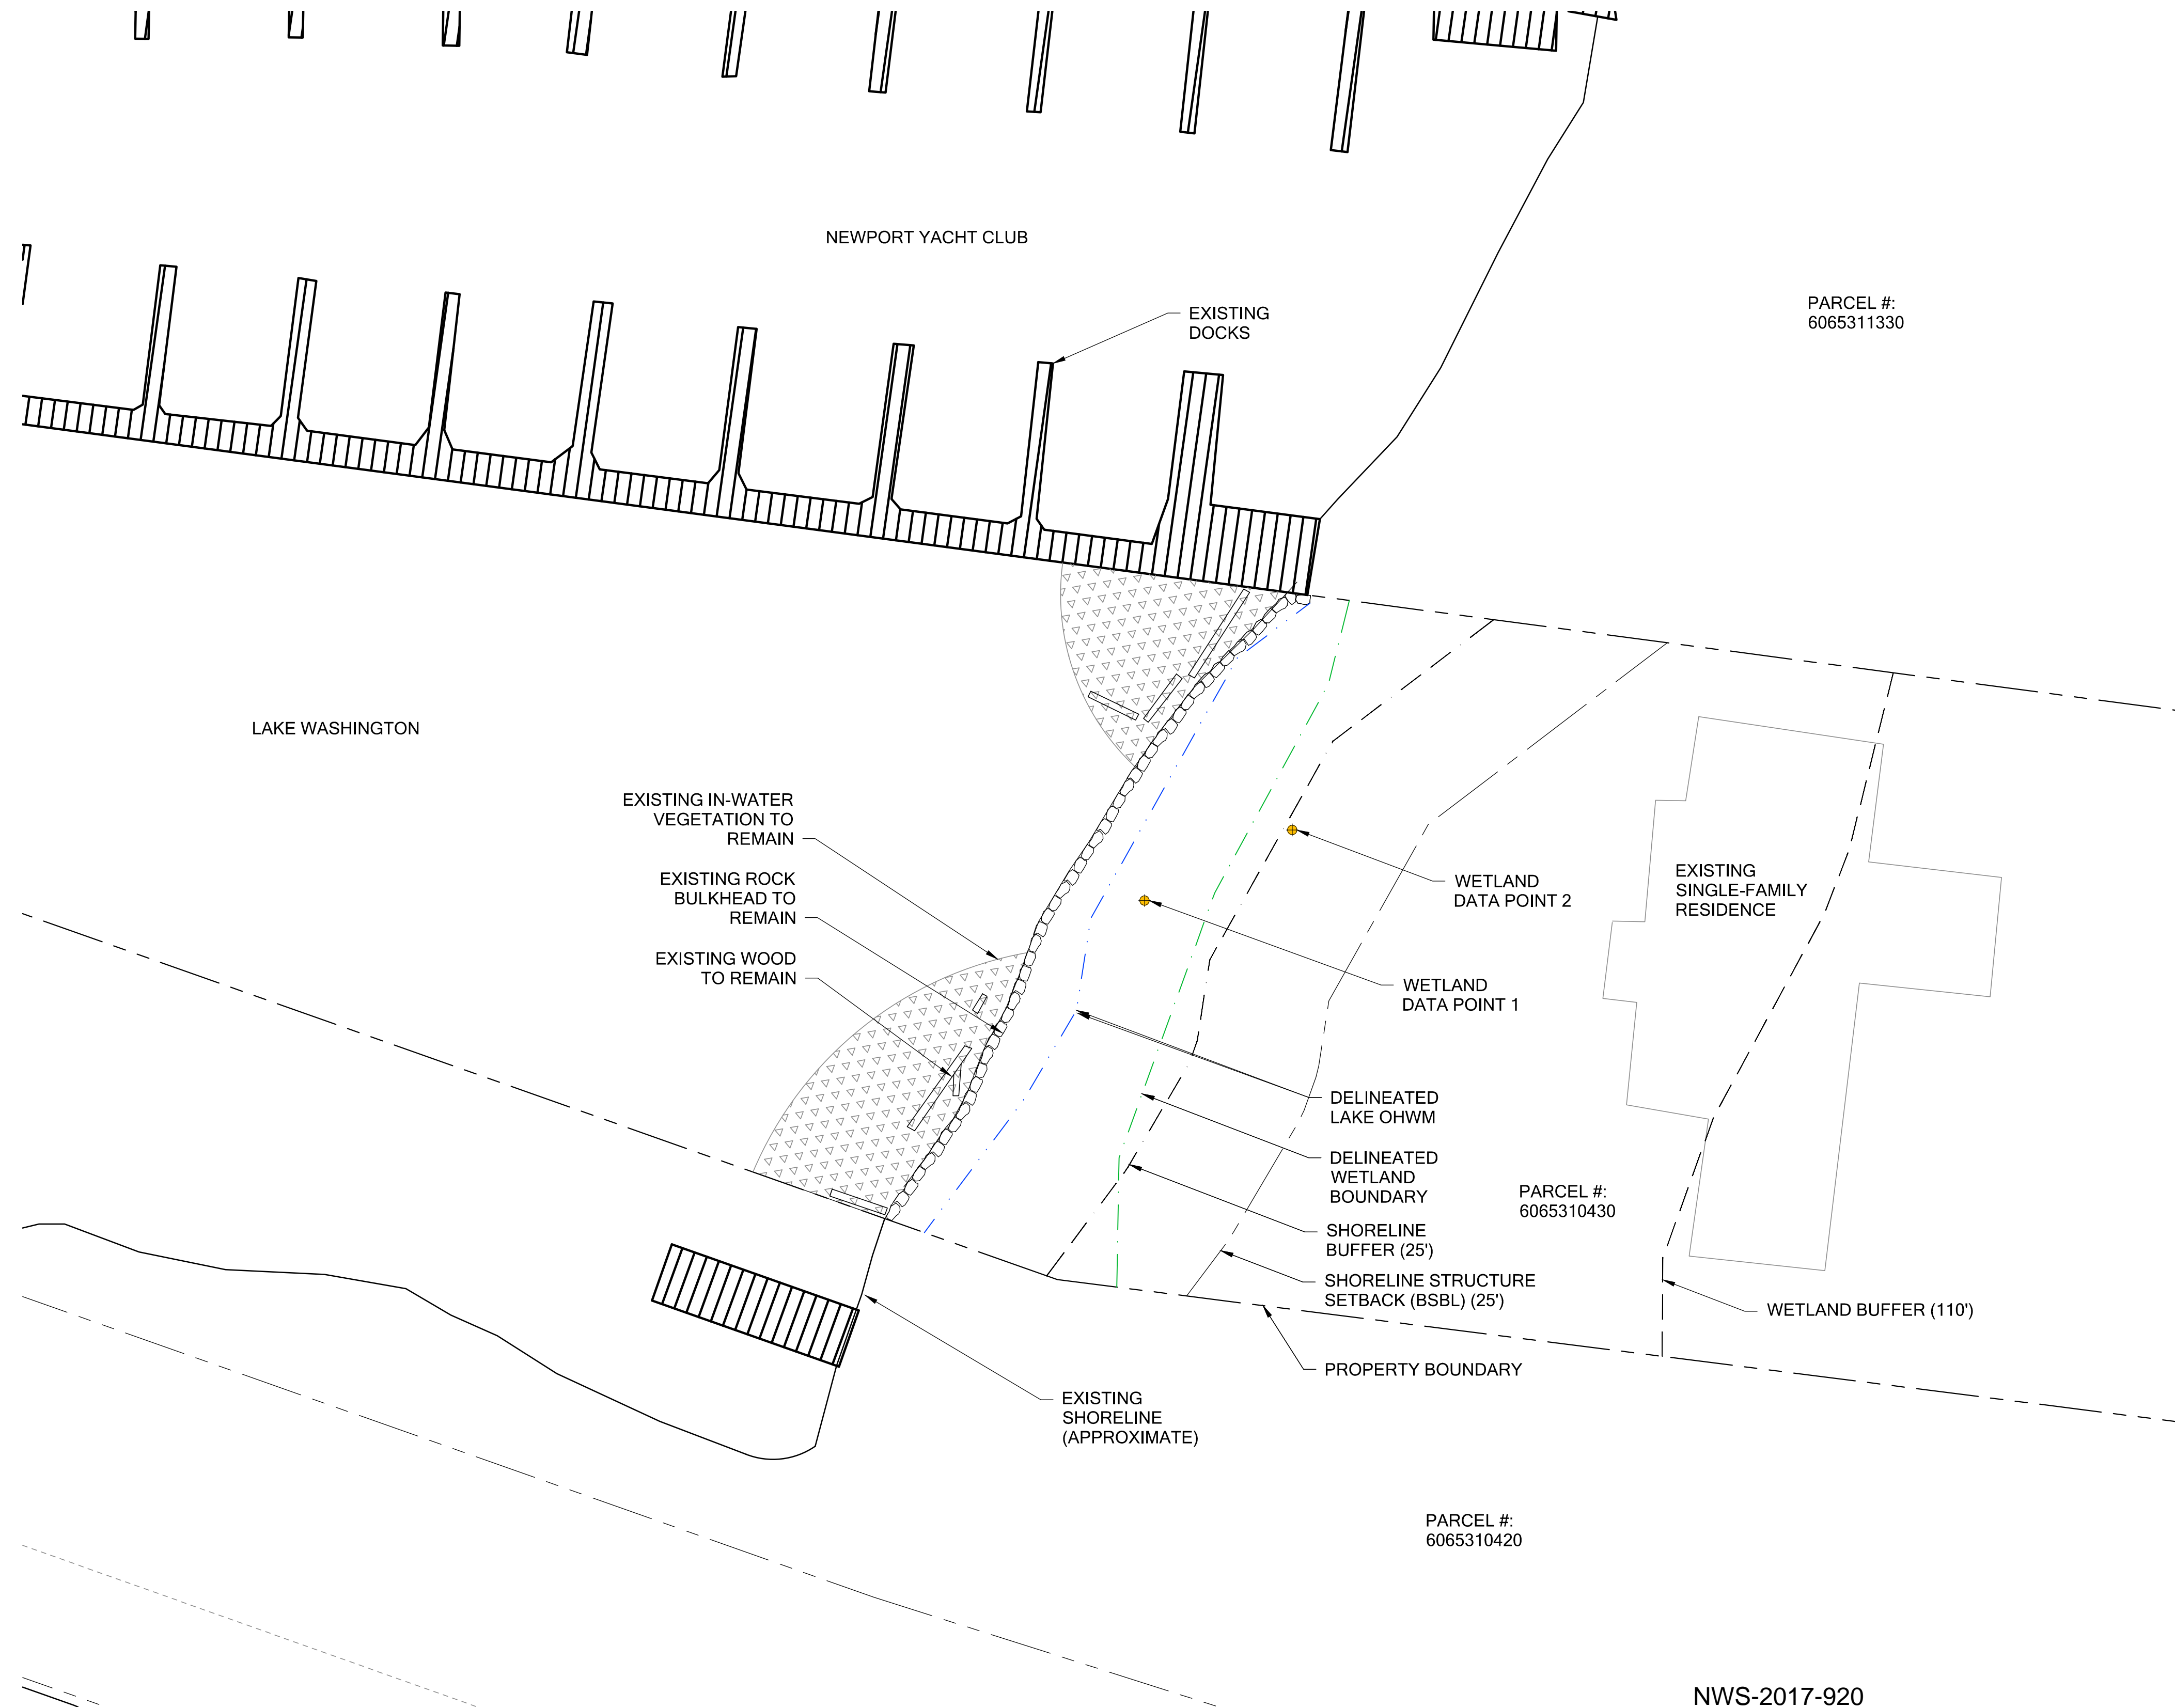 NEWPORT YACHT CLUB
PARCEL #:
6065311330
EXISTING
DOCKS
LAKE WASHINGTON
EXISTING IN-WATER
VEGETATION TO
REMAIN
EXISTING ROCK
BULKHEAD TO
REMAIN
EXISTING WOOD
TO REMAIN
WETLAND
DATA POINT 2
EXISTING
SINGLE-FAMILY
RESIDENCE
WETLAND
DATA POINT 1
DELINEATED
LAKE OHWM
DELINEATED
WETLAND
BOUNDARY
PARCEL #:
6065310430
SHORELINE
BUFFER (25')
SHORELINE STRUCTURE
SETBACK (BSBL) (25')
WETLAND BUFFER (110')
PROPERTY BOUNDARY
EXISTING
SHORELINE
(APPROXIMATE)
PARCEL #:
6065310420
NWS-2017-920